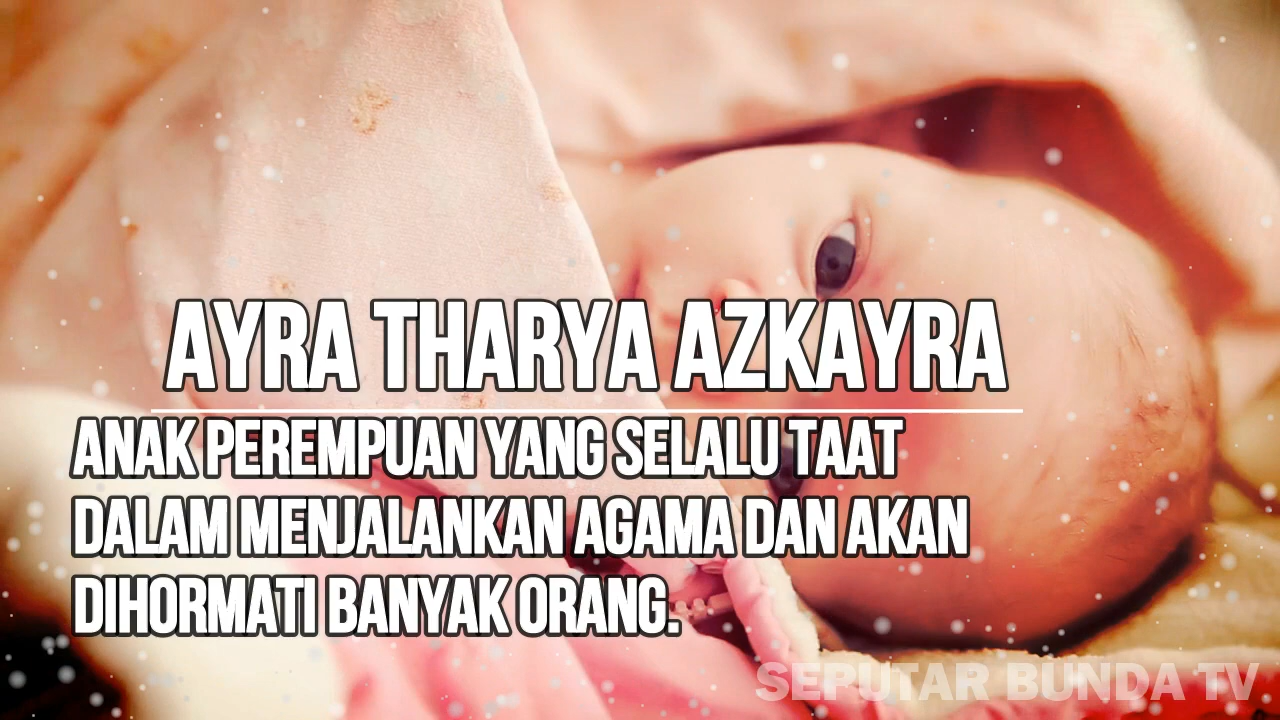 AYRA THARYA AZKAYRA
ANAK PEREMPUAN YANG SELALU TAAT
DALAM MENJALANKAN AGAMA DAN AKAN
DIHORMATI BANYAK ORANG.
SEPUTAR BUNDA TV